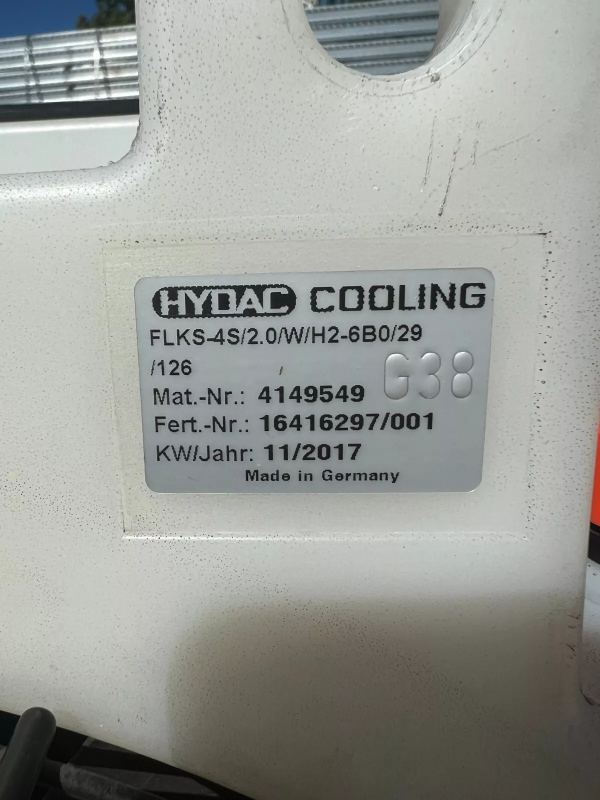 HYDAC COOLING
FLKS-4S/2.0/W/H2-6B0/29
/126
G38
Mat.-Nr.: 4149549
Fert.-Nr.: 16416297/001
KW/Jahr: 11/2017
Made in Germany